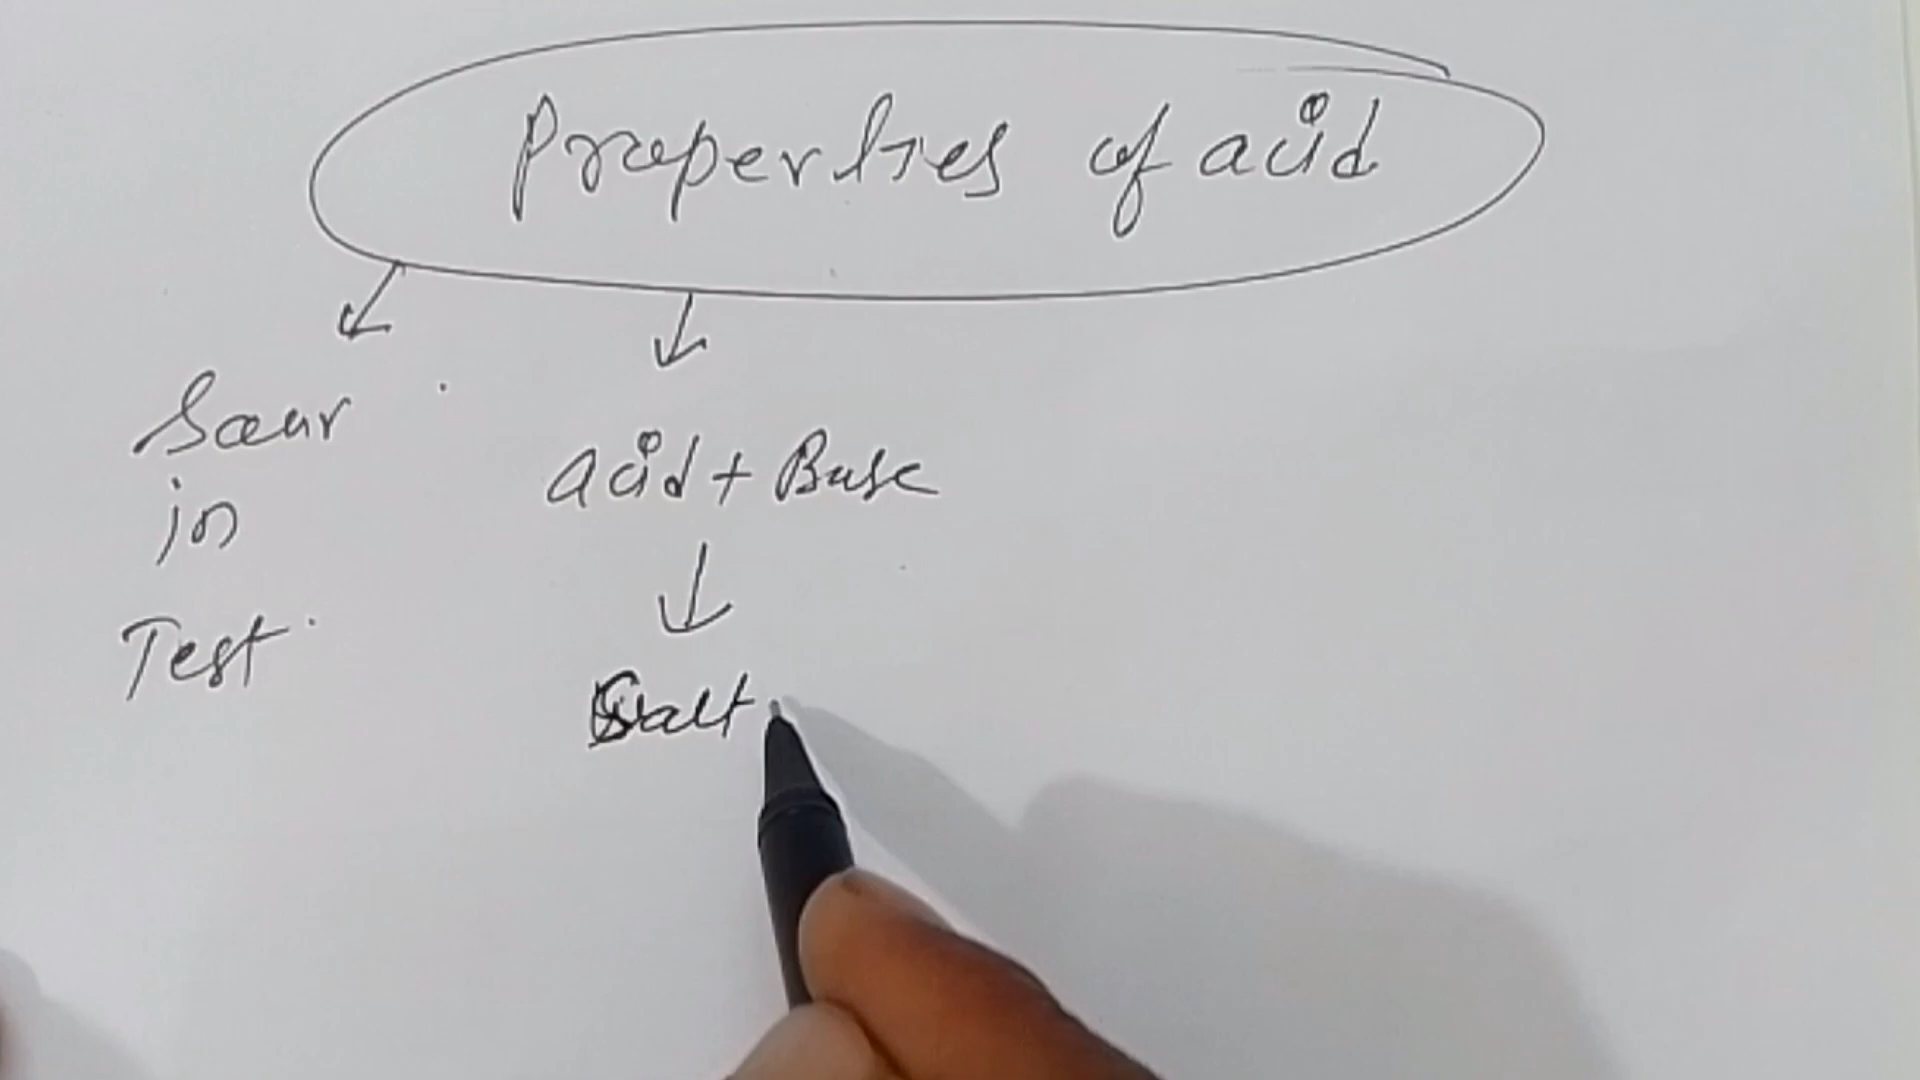 Properties of acid
Sour
in
Test
acid + Base
Salt